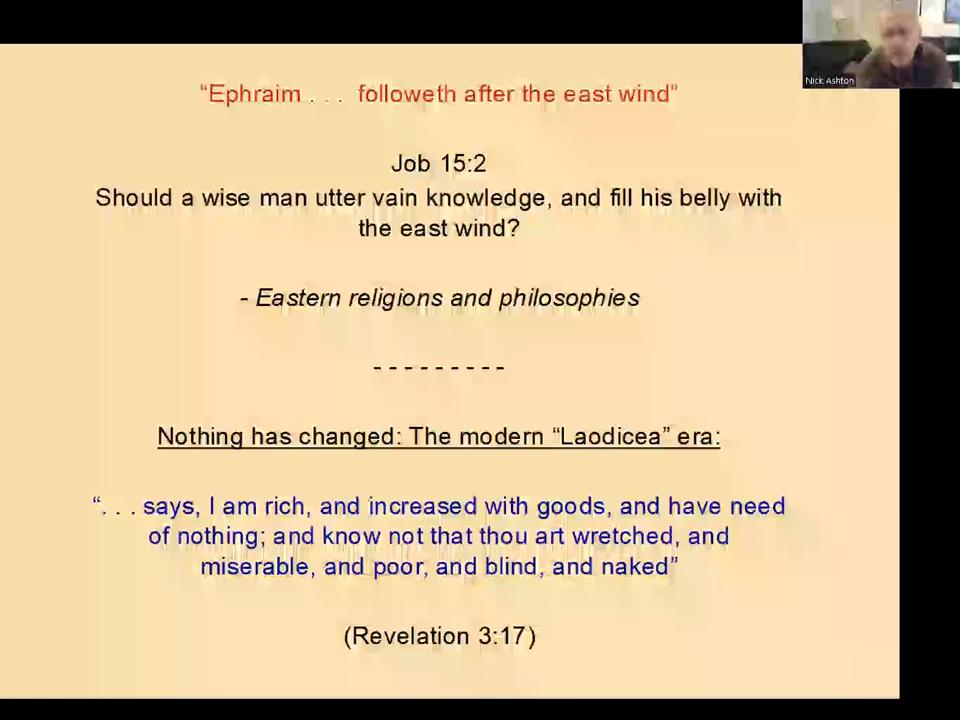 Nick Ashton
“Ephraim . . . followeth after the east wind”
Job 15:2
Should a wise man utter vain knowledge, and fill his belly with
the east wind?
- Eastern religions and philosophies
- - - - - - - - -
Nothing has changed: The modern “Laodicea” era:
“. . . says, I am rich, and increased with goods, and have need
of nothing; and know not that thou art wretched, and
miserable, and poor, and blind, and naked”
(Revelation 3:17)